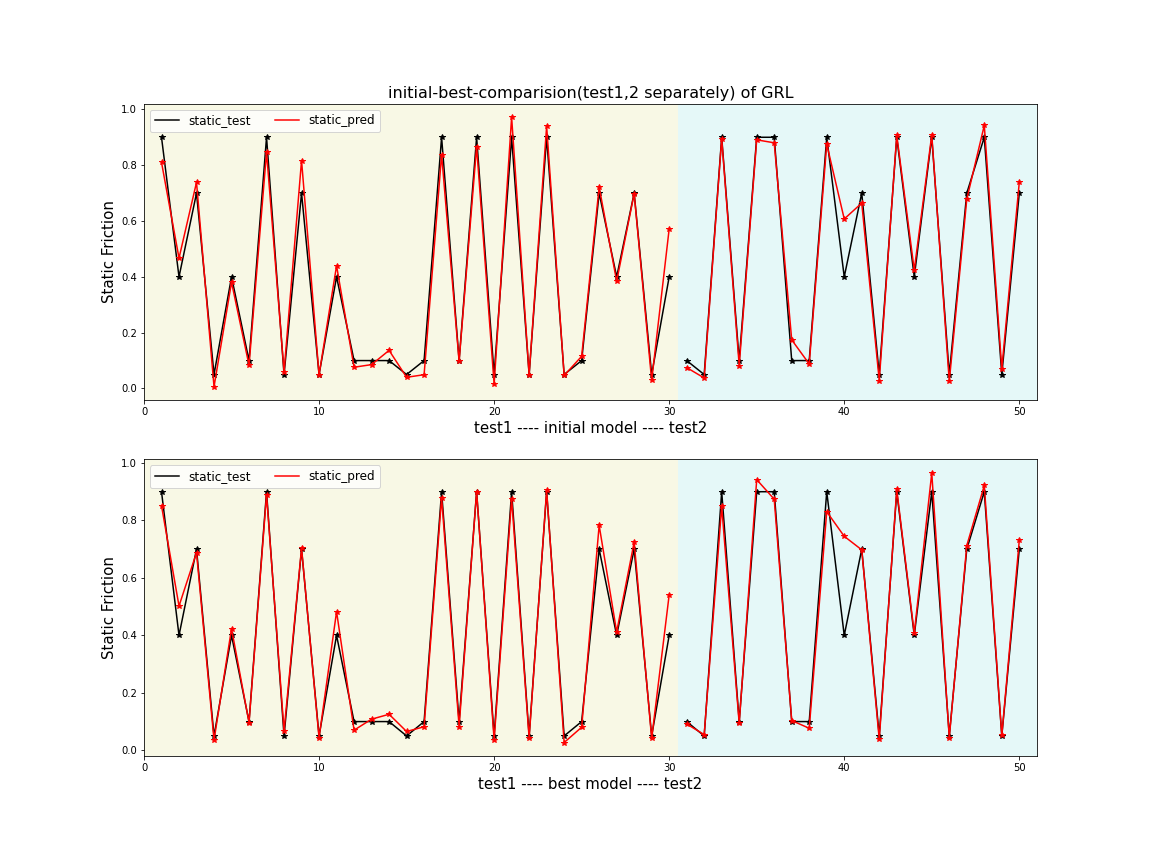 initial-best-comparision(test1,2 separately) of GRL
static_test static_pred
1.0
0.8
0.6
0.4
0.2
0.0
Static Friction
0 10 20 30 40 50
test1 ---- initial model ---- test2
static_test static_pred
1.0
0.8
0.6
0.4
0.2
0.0
Static Friction
0 10 20 30 40 50
test1 ---- best model ---- test2